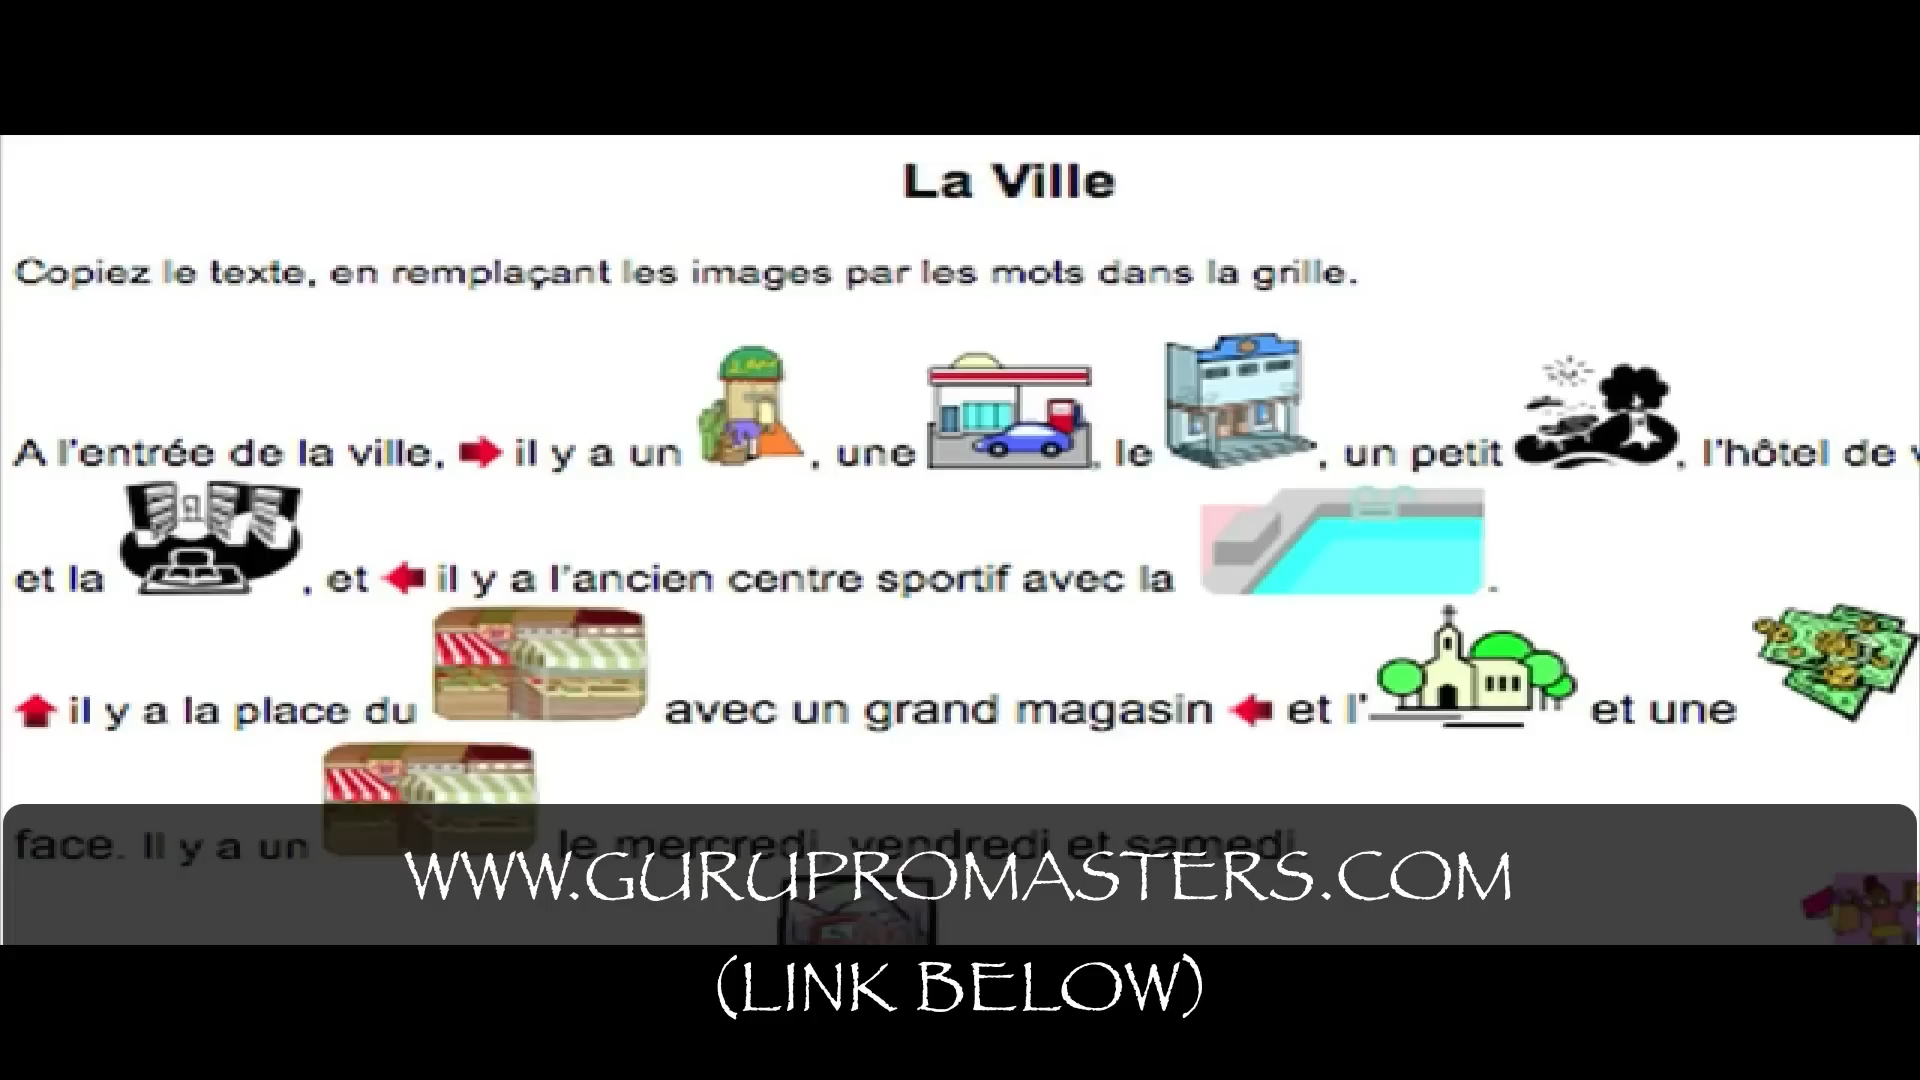 La Ville
Copiez le texte, en remplaçant les images par les mots dans la grille.
A l'entrée de la ville, il y a un , une , le , un petit , l'hôtel de
et la , et il y a l'ancien centre sportif avec la .
il y a la place du avec un grand magasin et l' et une
face. Il y a un le mercredi, vendredi et samedi.
WWW.GURUPROMASTERS.COM
(LINK BELOW)